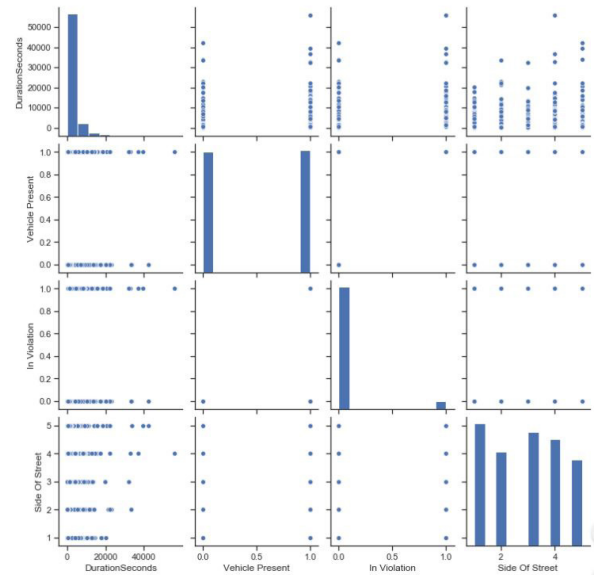 50000
40000
30000
20000
10000
0
DurationSeconds
1.0
0.8
0.6
0.4
0.2
0.0
Vehicle Present
1.0
0.8
0.6
0.4
0.2
0.0
In Violation
5
4
3
2
1
Side Of Street
0 20000 40000
DurationSeconds
0.0 0.5 1.0
Vehicle Present
0.0 0.5 1.0
In Violation
2 4
Side Of Street